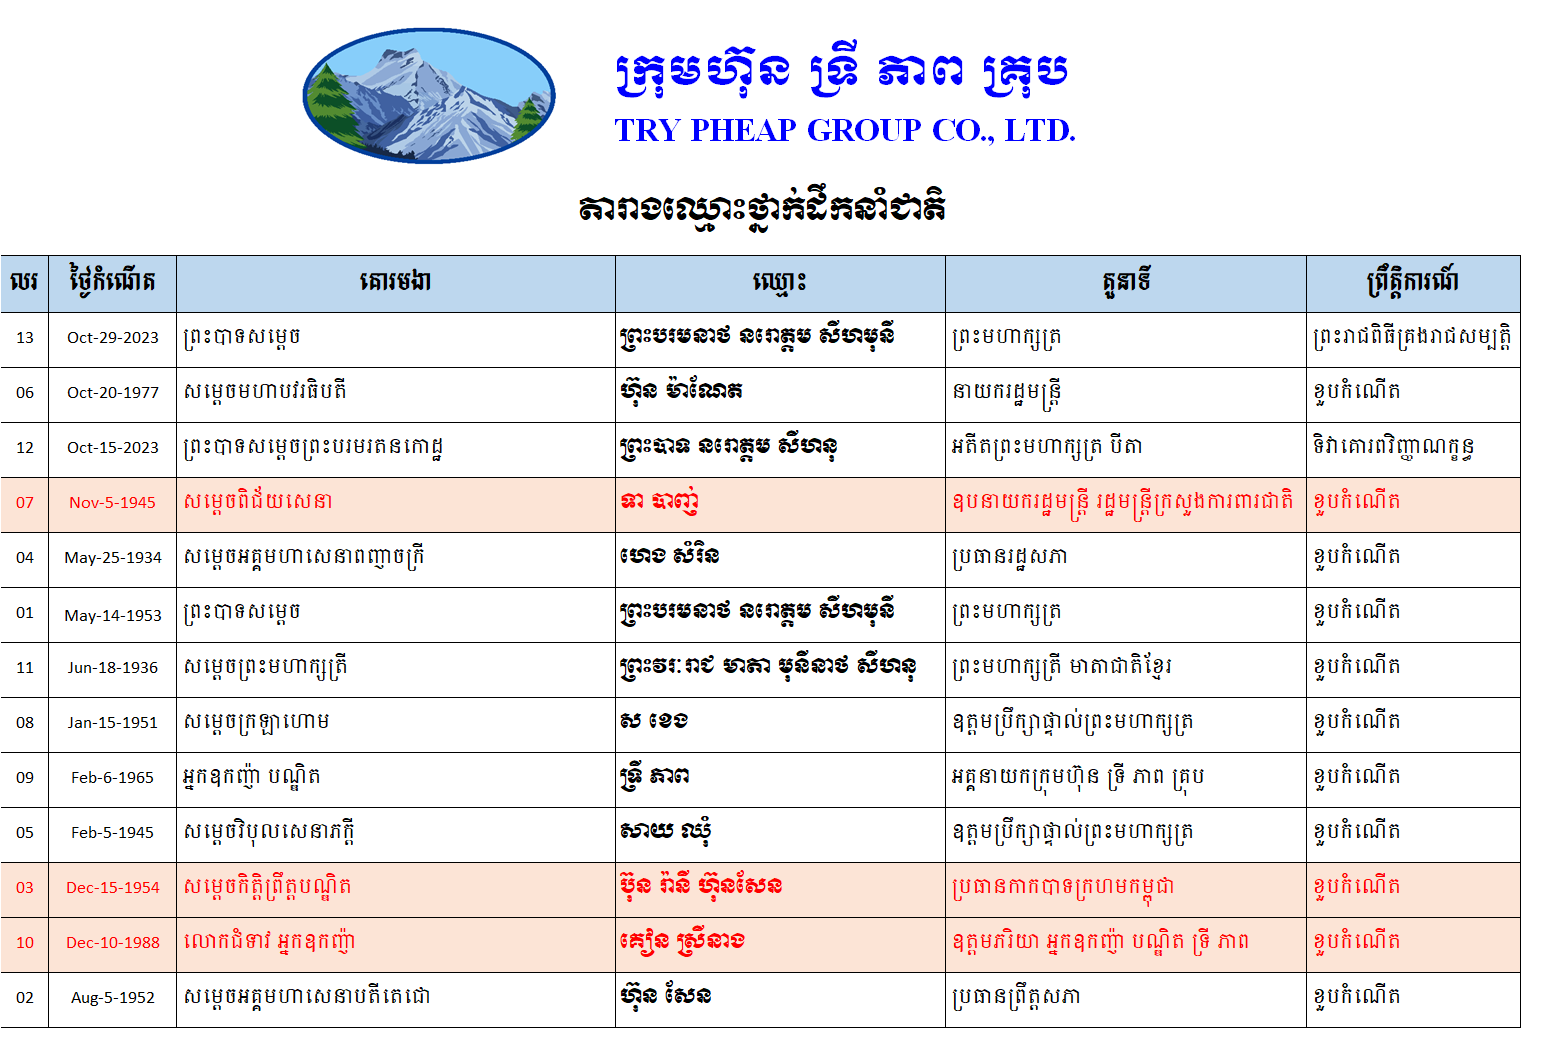 ក្រុមហ៊ុន ទ្រី ភាព គ្រុប
TRY PHEAP GROUP CO., LTD.
តារាងឈ្មោះថ្នាក់ដឹកនាំជាតិ
លរ ថ្ងៃកំណើត គោរមងា ឈ្មោះ តួនាទី ព្រឹត្តិការណ៍
13 Oct-29-2023 ព្រះបាទសម្ដេច ព្រះបរមនាថ នរោត្តម សីហមុនី ព្រះមហាក្សត្រ ព្រះរាជពិធីគ្រងរាជសម្បត្តិ
06 Oct-20-1977 សម្ដេចមហាបវរធិបតី ហ៊ុន ម៉ាណែត នាយករដ្ឋមន្ត្រី ខួបកំណើត
12 Oct-15-2023 ព្រះបាទសម្ដេចព្រះបរមរតនកោដ្ឋ ព្រះបាទ នរោត្តម សីហនុ អតីតព្រះមហាក្សត្រ បីតា ទិវាគោរពវិញ្ញាណក្ខន្ធ
07 Nov-5-1945 សម្ដេចពិជ័យសេនា ទា បាញ់ ឧបនាយករដ្ឋមន្ត្រី រដ្ឋមន្ត្រីក្រសួងការពារជាតិ ខួបកំណើត
04 May-25-1934 សម្ដេចអគ្គមហាសេនាពញាចក្រី ហេង សំរិន ប្រធានរដ្ឋសភា ខួបកំណើត
01 May-14-1953 ព្រះបាទសម្ដេច ព្រះបរមនាថ នរោត្តម សីហមុនី ព្រះមហាក្សត្រ ខួបកំណើត
11 Jun-18-1936 សម្ដេចព្រះមហាក្សត្រី ព្រះវរៈរាជ មាតា មុនិនាថ សីហនុ ព្រះមហាក្សត្រី មាតាជាតិខ្មែរ ខួបកំណើត
08 Jan-15-1951 សម្ដេចក្រឡាហោម ស ខេង ឧត្តមប្រឹក្សាផ្ទាល់ព្រះមហាក្សត្រ ខួបកំណើត
09 Feb-6-1965 អ្នកឧកញ៉ា បណ្ឌិត ទ្រី ភាព អគ្គនាយកក្រុមហ៊ុន ទ្រី ភាព គ្រុប ខួបកំណើត
05 Feb-5-1945 សម្ដេចវិបុលសេនាភក្ដី សាយ ឈុំ ឧត្តមប្រឹក្សាផ្ទាល់ព្រះមហាក្សត្រ ខួបកំណើត
03 Dec-15-1954 សម្ដេចកិត្តិព្រឹត្តបណ្ឌិត ប៊ុន រ៉ានី ហ៊ុនសែន ប្រធានកាកបាទក្រហមកម្ពុជា ខួបកំណើត
10 Dec-10-1988 លោកជំទាវ អ្នកឧកញ៉ា គឿន ស្រីនាង ឧត្តមភរិយា អ្នកឧកញ៉ា បណ្ឌិត ទ្រី ភាព ខួបកំណើត
02 Aug-5-1952 សម្ដេចអគ្គមហាសេនាបតីតេជោ ហ៊ុន សែន ប្រធានព្រឹត្តសភា ខួបកំណើត